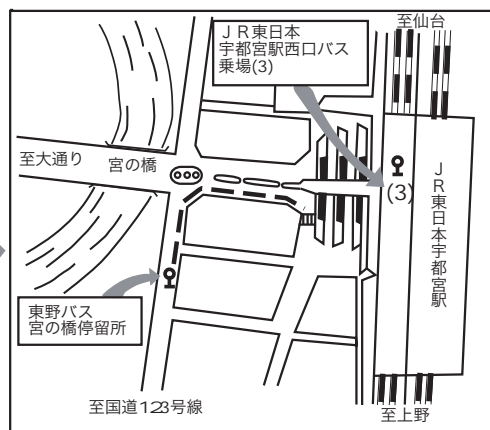 至仙台
ＪＲ東日本
宇都宮駅西口バス
乗場(3)
至大通り
宮の橋
(3)
ＪＲ東日本宇都宮駅
東野バス
宮の橋停留所
至国道123号線
至上野